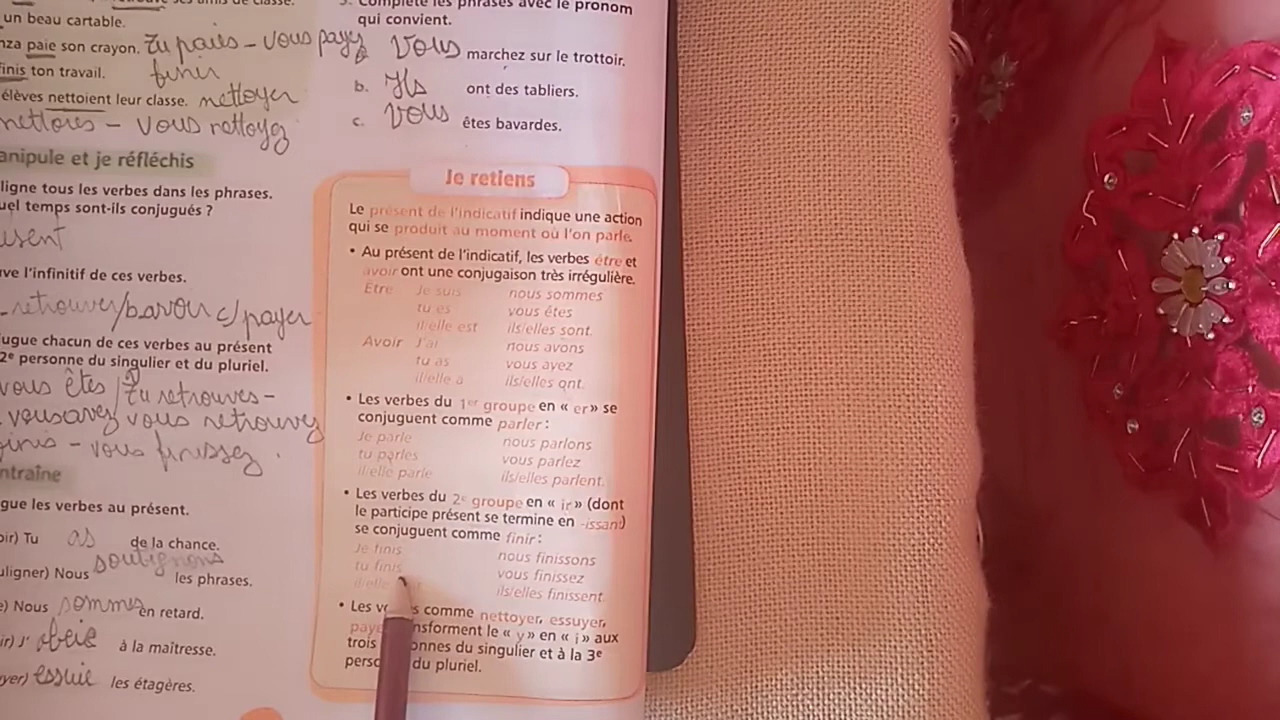 un beau cartable.
nza paie son crayon. tu paies - vous payez
finis ton travail. finir
élèves nettoient leur classe. nettoyer
nettoies - vous nettoyez
anipule et je réfléchis
ligne tous les verbes dans les phrases.
uel temps sont-ils conjugués ?
ésent
ve l'infinitif de ces verbes.
retrouver/b avoir c/ payer
ugue chacun de ces verbes au présent
2e personne du singulier et du pluriel.
vous êtes / tu retrouves -
vous avez vous retrouvez
finis - vous finissez.
ntraîne
gue les verbes au présent.
oir) Tu as de la chance.
uligner) Nous soulignons les phrases.
e) Nous sommes en retard.
ir) J' obeis à la maîtresse.
yer) essuie les étagères.
Complète les phrases avec le pronom
qui convient.
Vous marchez sur le trottoir.
b. Ils ont des tabliers.
c. Vous êtes bavardes.
Je retiens
Le présent de l'indicatif indique une action
qui se produit au moment où l'on parle.
• Au présent de l'indicatif, les verbes être et
avoir ont une conjugaison très irrégulière.
Être Je suis nous sommes
tu es vous êtes
il/elle est ils/elles sont.
Avoir J'ai nous avons
tu as vous avez
il/elle a ils/elles ont.
• Les verbes du 1er groupe en « er » se
conjuguent comme parler :
Je parle nous parlons
tu parles vous parlez
il/elle parle ils/elles parlent.
• Les verbes du 2e groupe en « ir » (dont
le participe présent se termine en -issant)
se conjuguent comme finir :
Je finis nous finissons
tu finis vous finissez
il/elle ils/elles finissent.
• Les comme nettoyer, essuyer,
le « y » en « i » aux
trois du singulier et à la 3e
du pluriel.